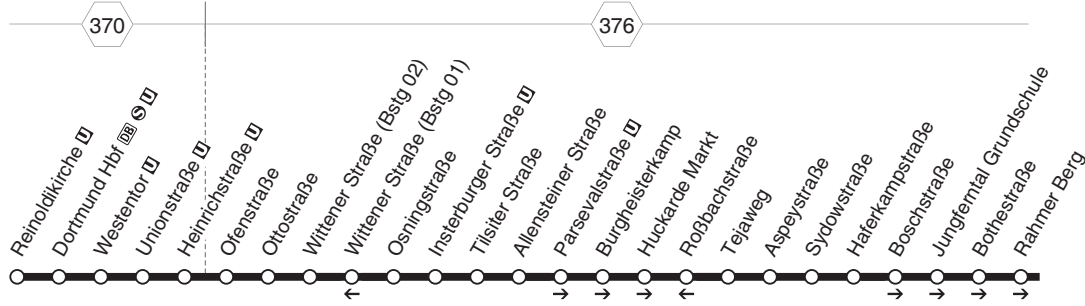 370
376
Reinoldikirche U
Dortmund Hbf DB S U
Westentor U
Unionstraße U
Heinrichstraße U
Ofenstraße
Ottostraße
Wittener Straße (Bstg 02)
Wittener Straße (Bstg 01)
Osningstraße
Insterburger Straße U
Tilsiter Straße
Allensteiner Straße
Parsevalstraße U
Burgheisterkamp
Huckarde Markt
Roßbachstraße
Tejaweg
Aspeystraße
Sydowstraße
Haferkampstraße
Boschstraße
Jungferntal Grundschule
Bothestraße
Rahmer Berg